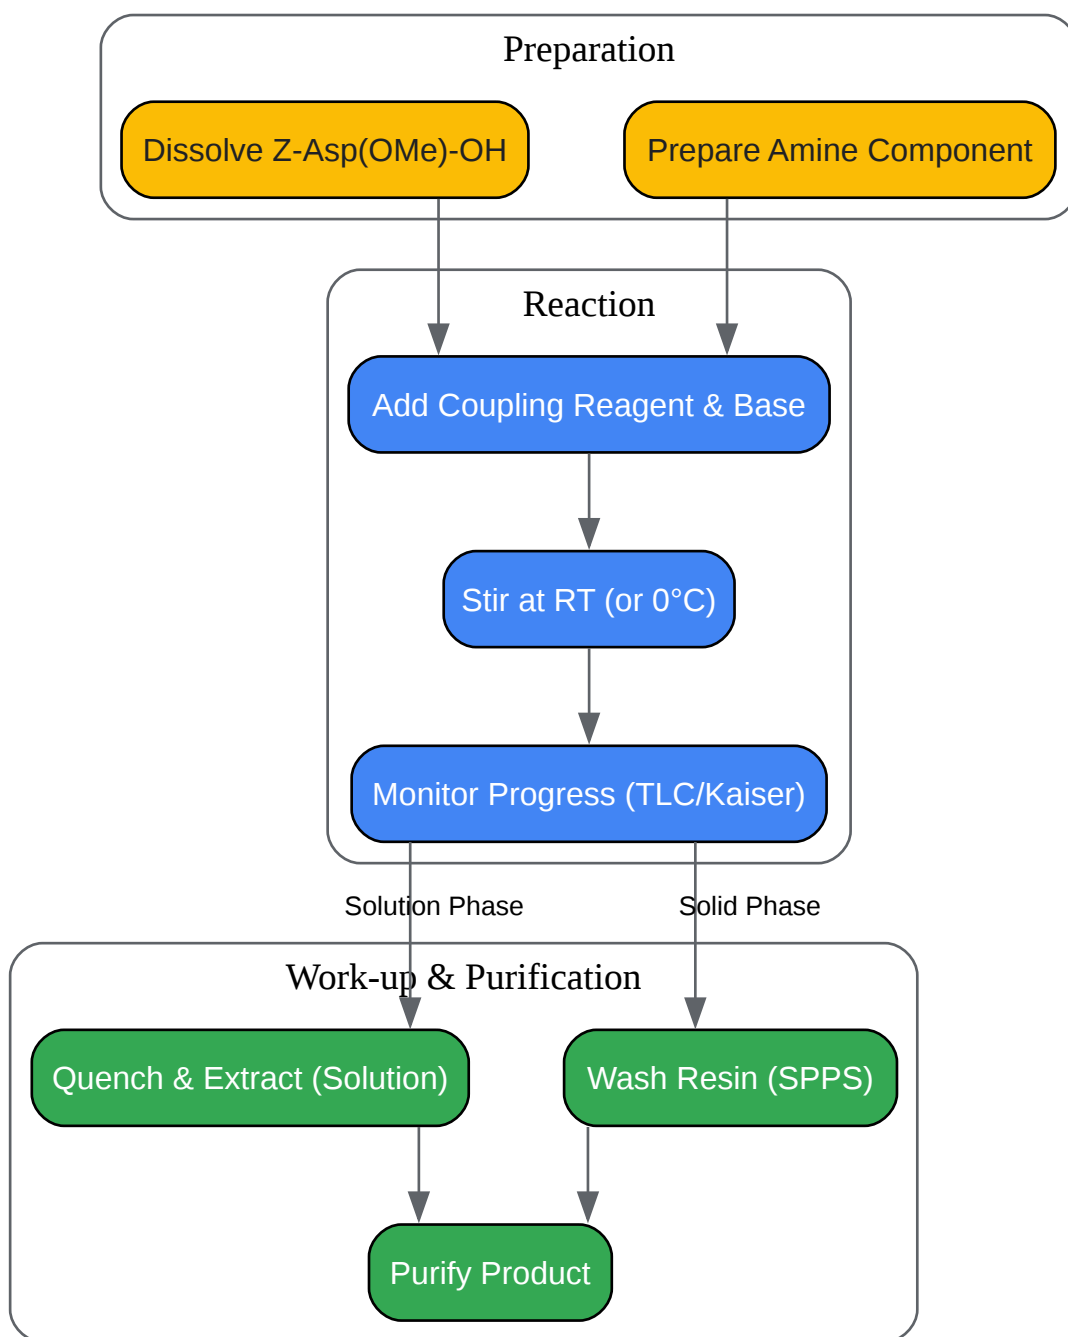 Preparation
Dissolve Z-Asp(OMe)-OH
Prepare Amine Component
Reaction
Add Coupling Reagent & Base
Stir at RT (or 0°C)
Monitor Progress (TLC/Kaiser)
Solution Phase
Solid Phase
Work-up & Purification
Quench & Extract (Solution)
Wash Resin (SPPS)
Purify Product